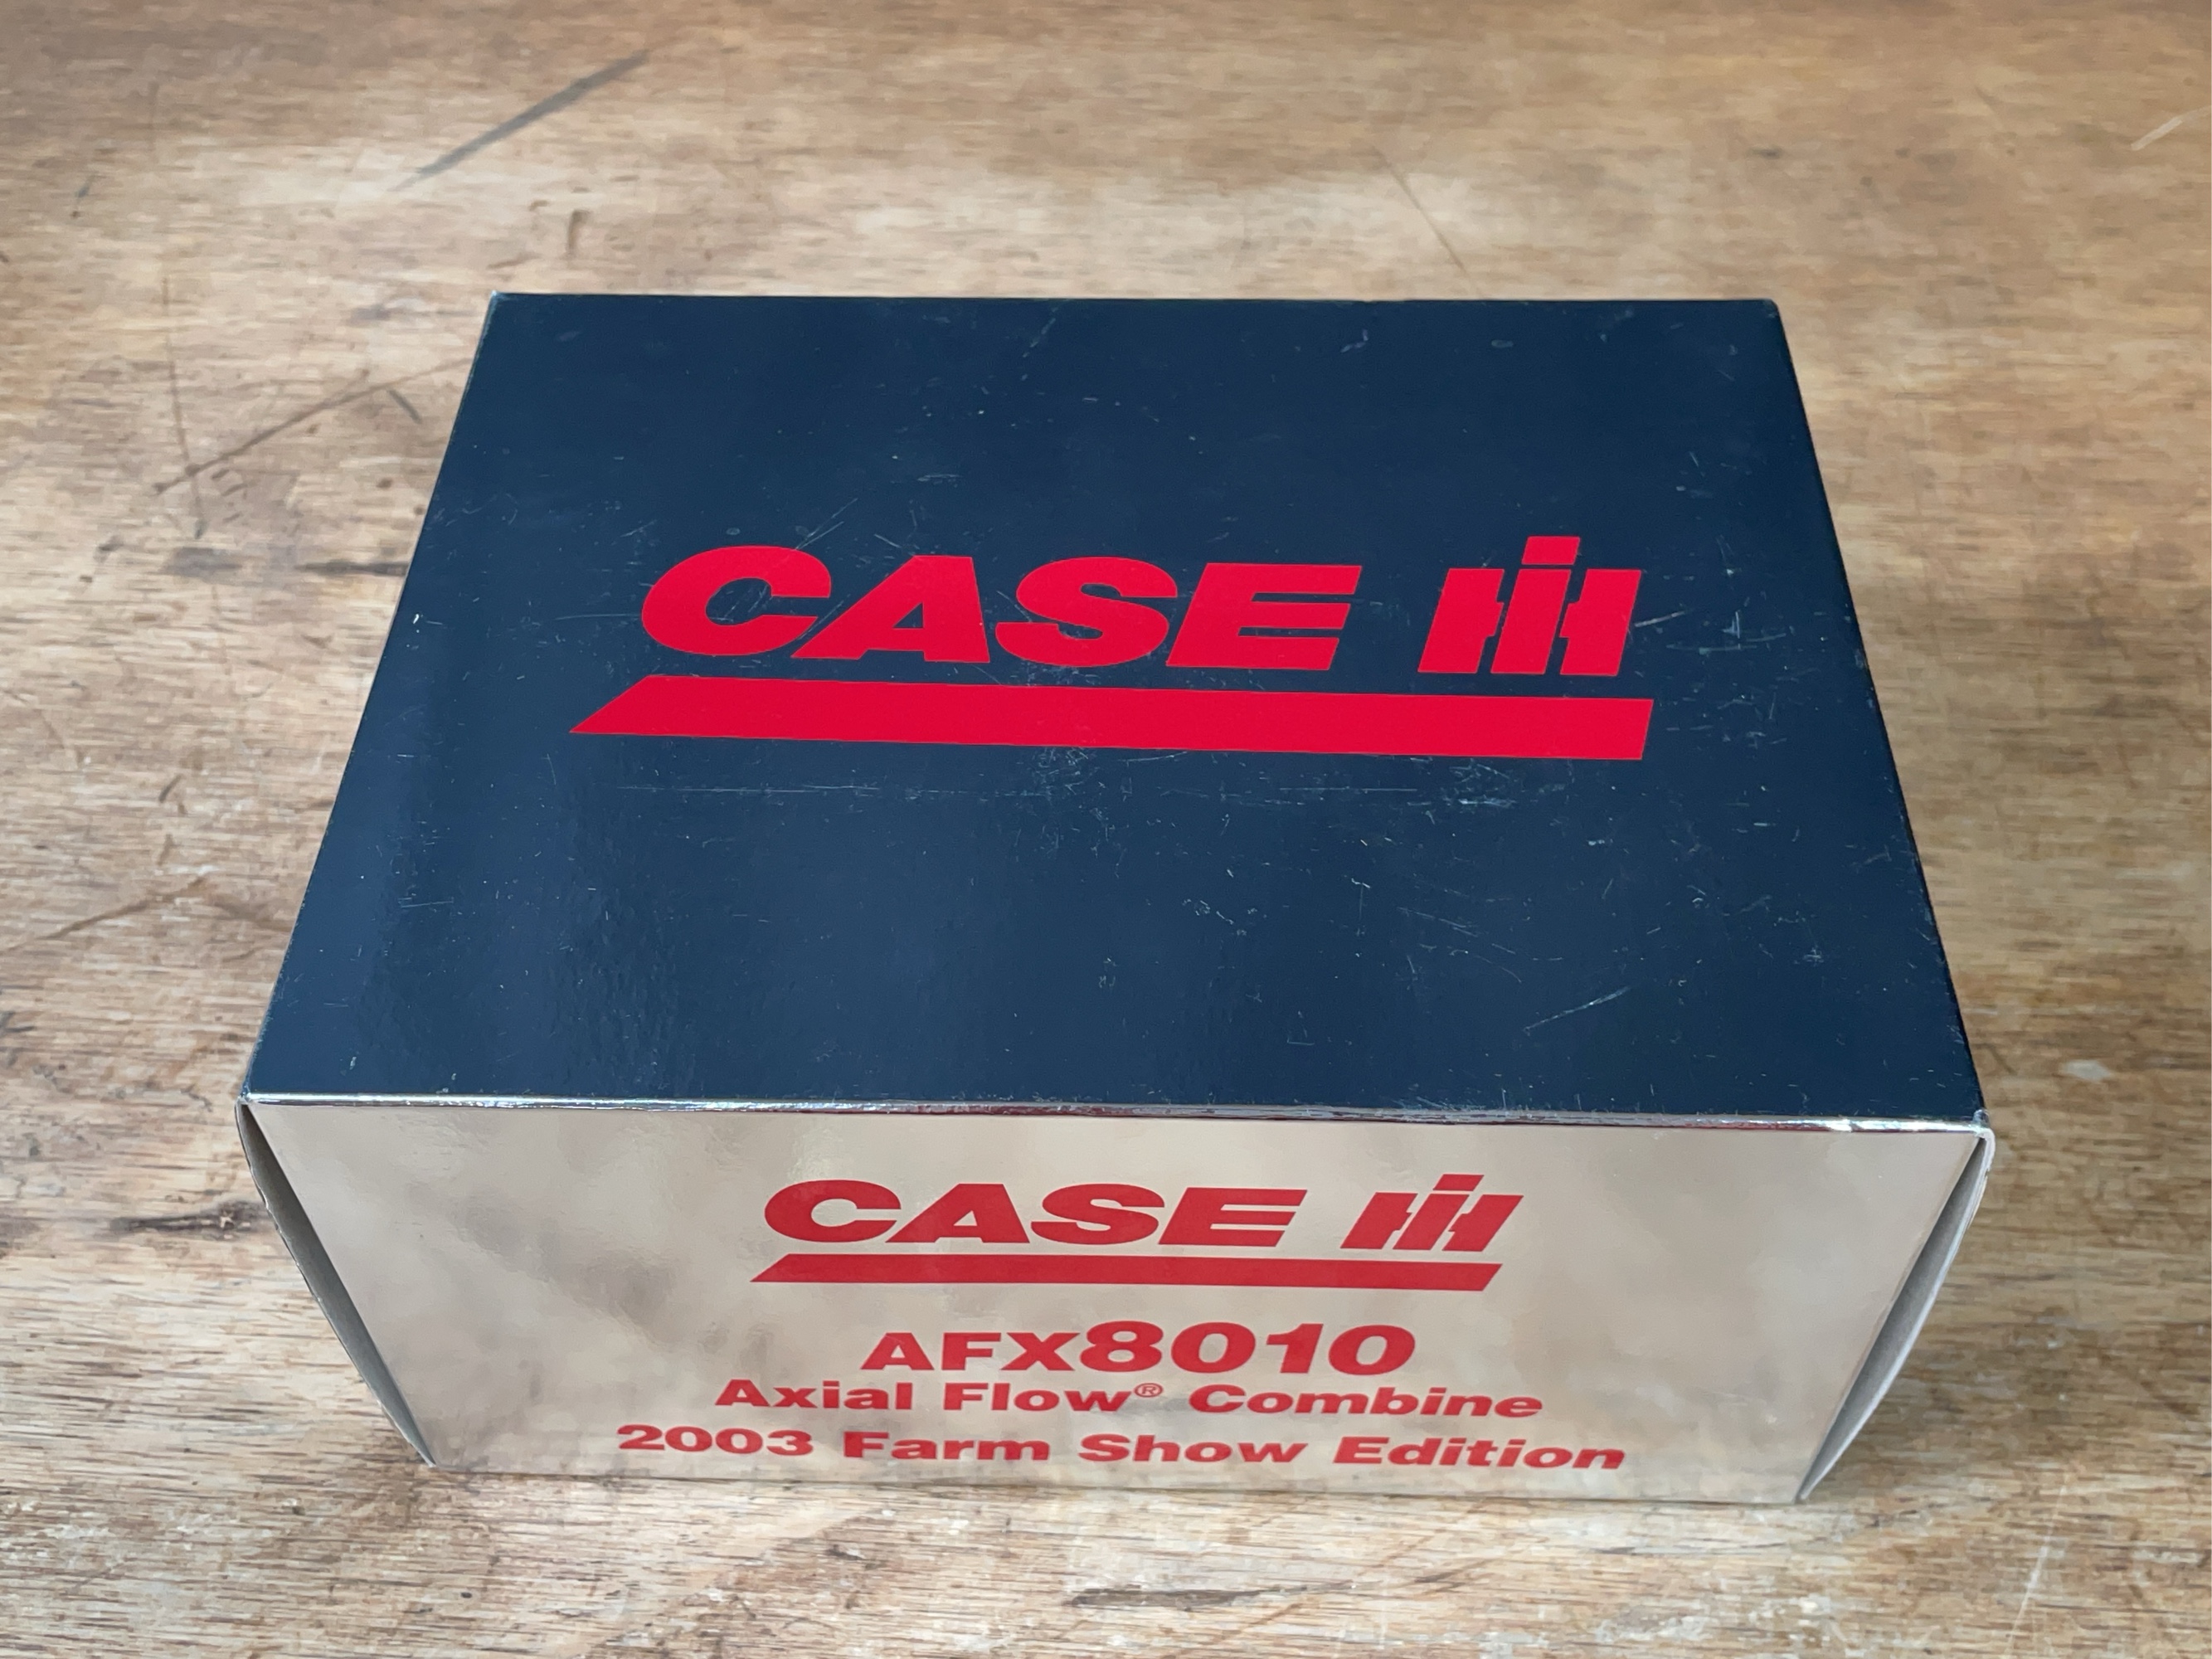 CASE IH
CASE IH
AFX8010
Axial Flow® Combine
2003 Farm Show Edition